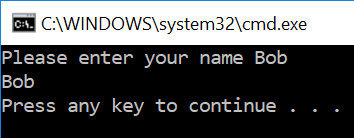 C:\WINDOWS\system32\cmd.exe
Please enter your name Bob
Bob
Press any key to continue . . .